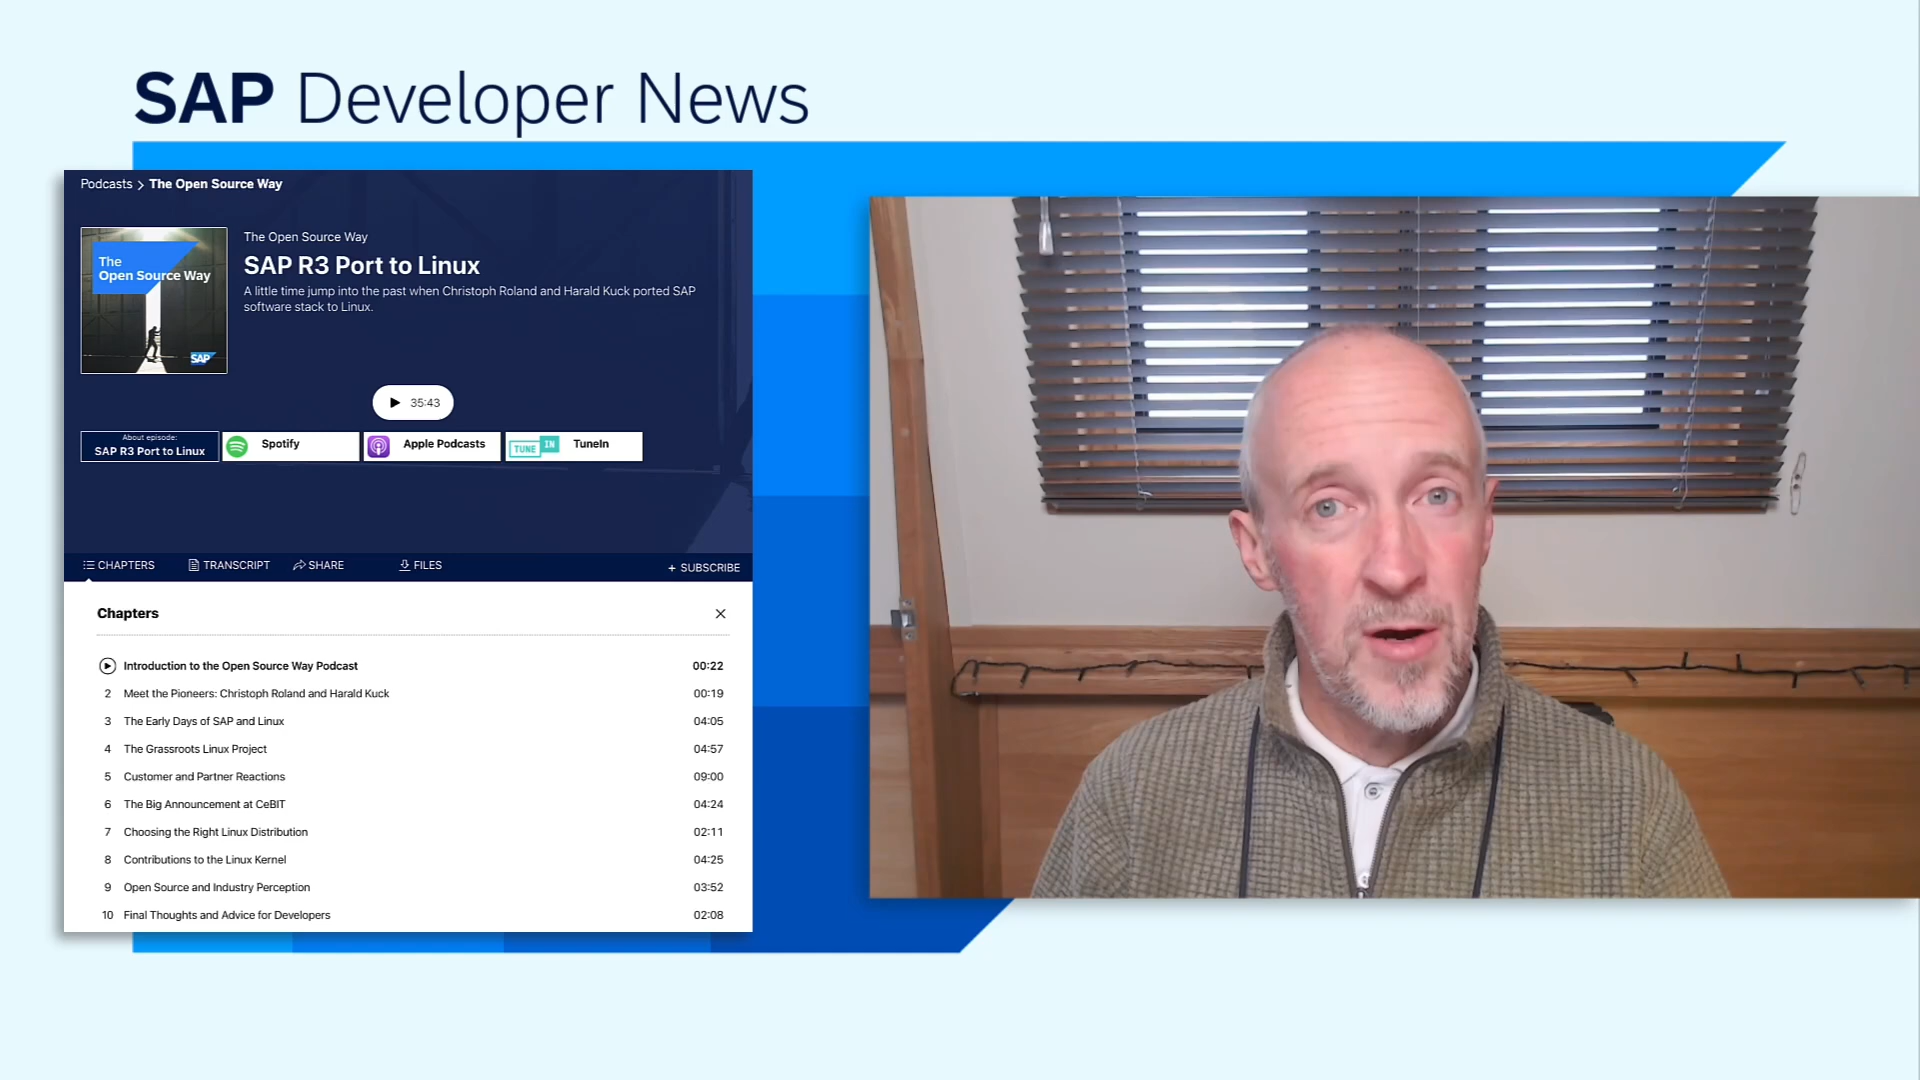 SAP Developer News
Podcasts > The Open Source Way
The
Open Source Way
SAP
The Open Source Way
SAP R3 Port to Linux
A little time jump into the past when Christoph Roland and Harald Kuck ported SAP
software stack to Linux.
35:43
About episode:
SAP R3 Port to Linux
Spotify
Apple Podcasts
TUNE IN
TuneIn
CHAPTERS
TRANSCRIPT
SHARE
FILES
+ SUBSCRIBE
Chapters
Introduction to the Open Source Way Podcast 00:22
2 Meet the Pioneers: Christoph Roland and Harald Kuck 00:19
3 The Early Days of SAP and Linux 04:05
4 The Grassroots Linux Project 04:57
5 Customer and Partner Reactions 09:00
6 The Big Announcement at CeBIT 04:24
7 Choosing the Right Linux Distribution 02:11
8 Contributions to the Linux Kernel 04:25
9 Open Source and Industry Perception 03:52
10 Final Thoughts and Advice for Developers 02:08